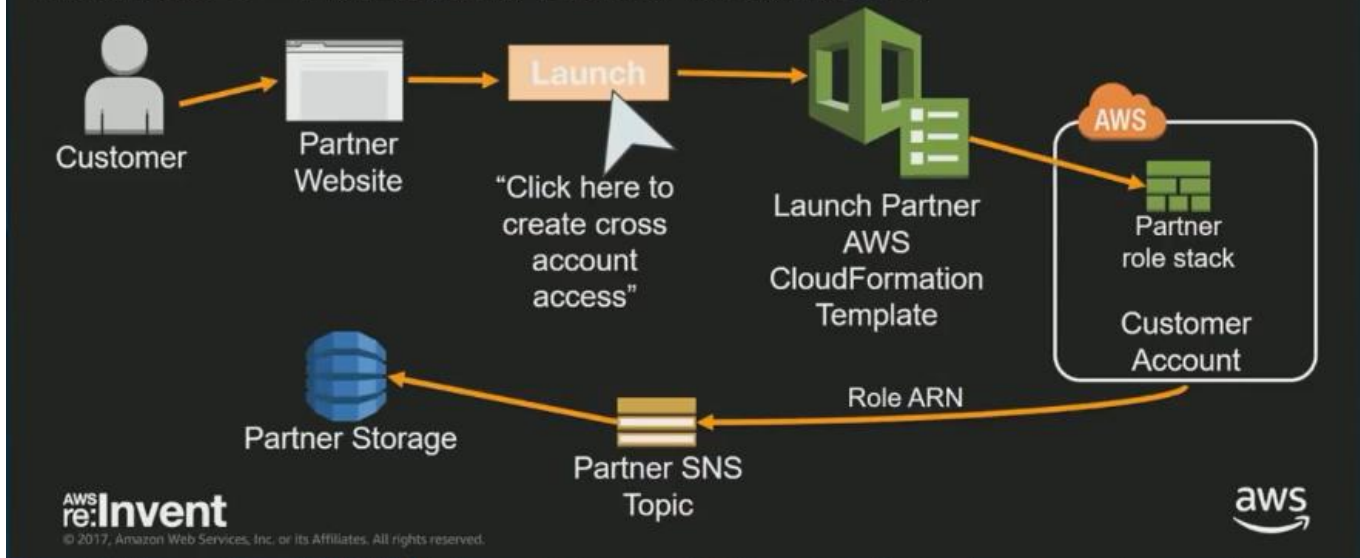 Customer
Partner
Website
Launch
“Click here to
create cross
account
access”
Launch Partner
AWS
CloudFormation
Template
AWS
Partner
role stack
Customer
Account
Role ARN
Partner SNS
Topic
Partner Storage
AWS
re:Invent
© 2017, Amazon Web Services, Inc. or its Affiliates. All rights reserved.
aws